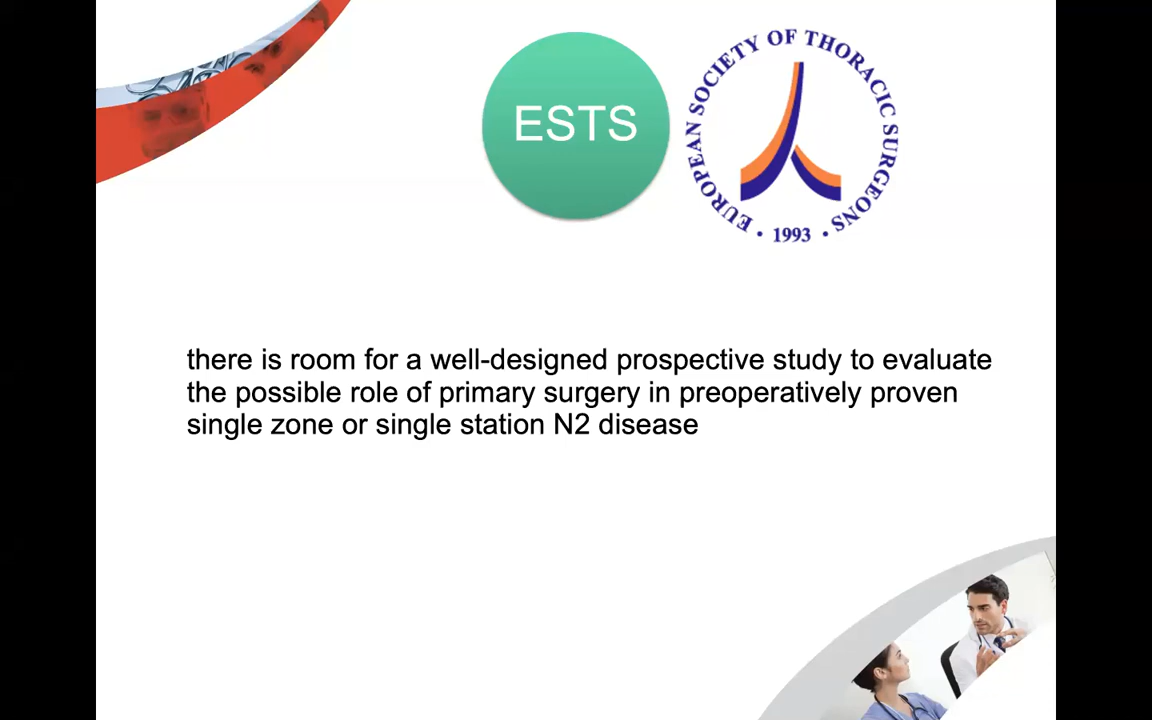 ESTS
EUROPEAN SOCIETY OF THORACIC SURGEONS
• 1993 •
there is room for a well-designed prospective study to evaluate
the possible role of primary surgery in preoperatively proven
single zone or single station N2 disease